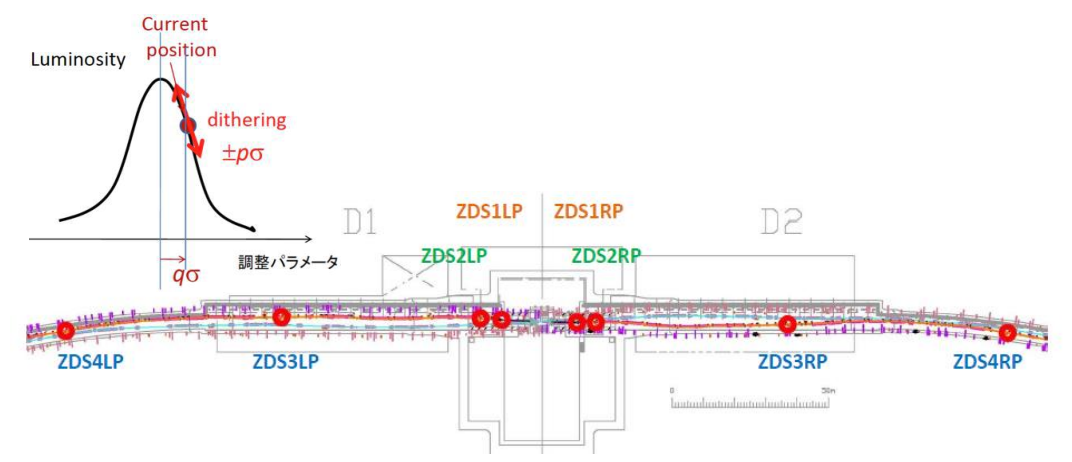 Current
position
Luminosity
dithering
±pσ
調整パラメータ
qσ
ZDS1LP
ZDS1RP
D1
D2
ZDS2LP
ZDS2RP
ZDS4LP
ZDS3LP
ZDS3RP
ZDS4RP
0
50m